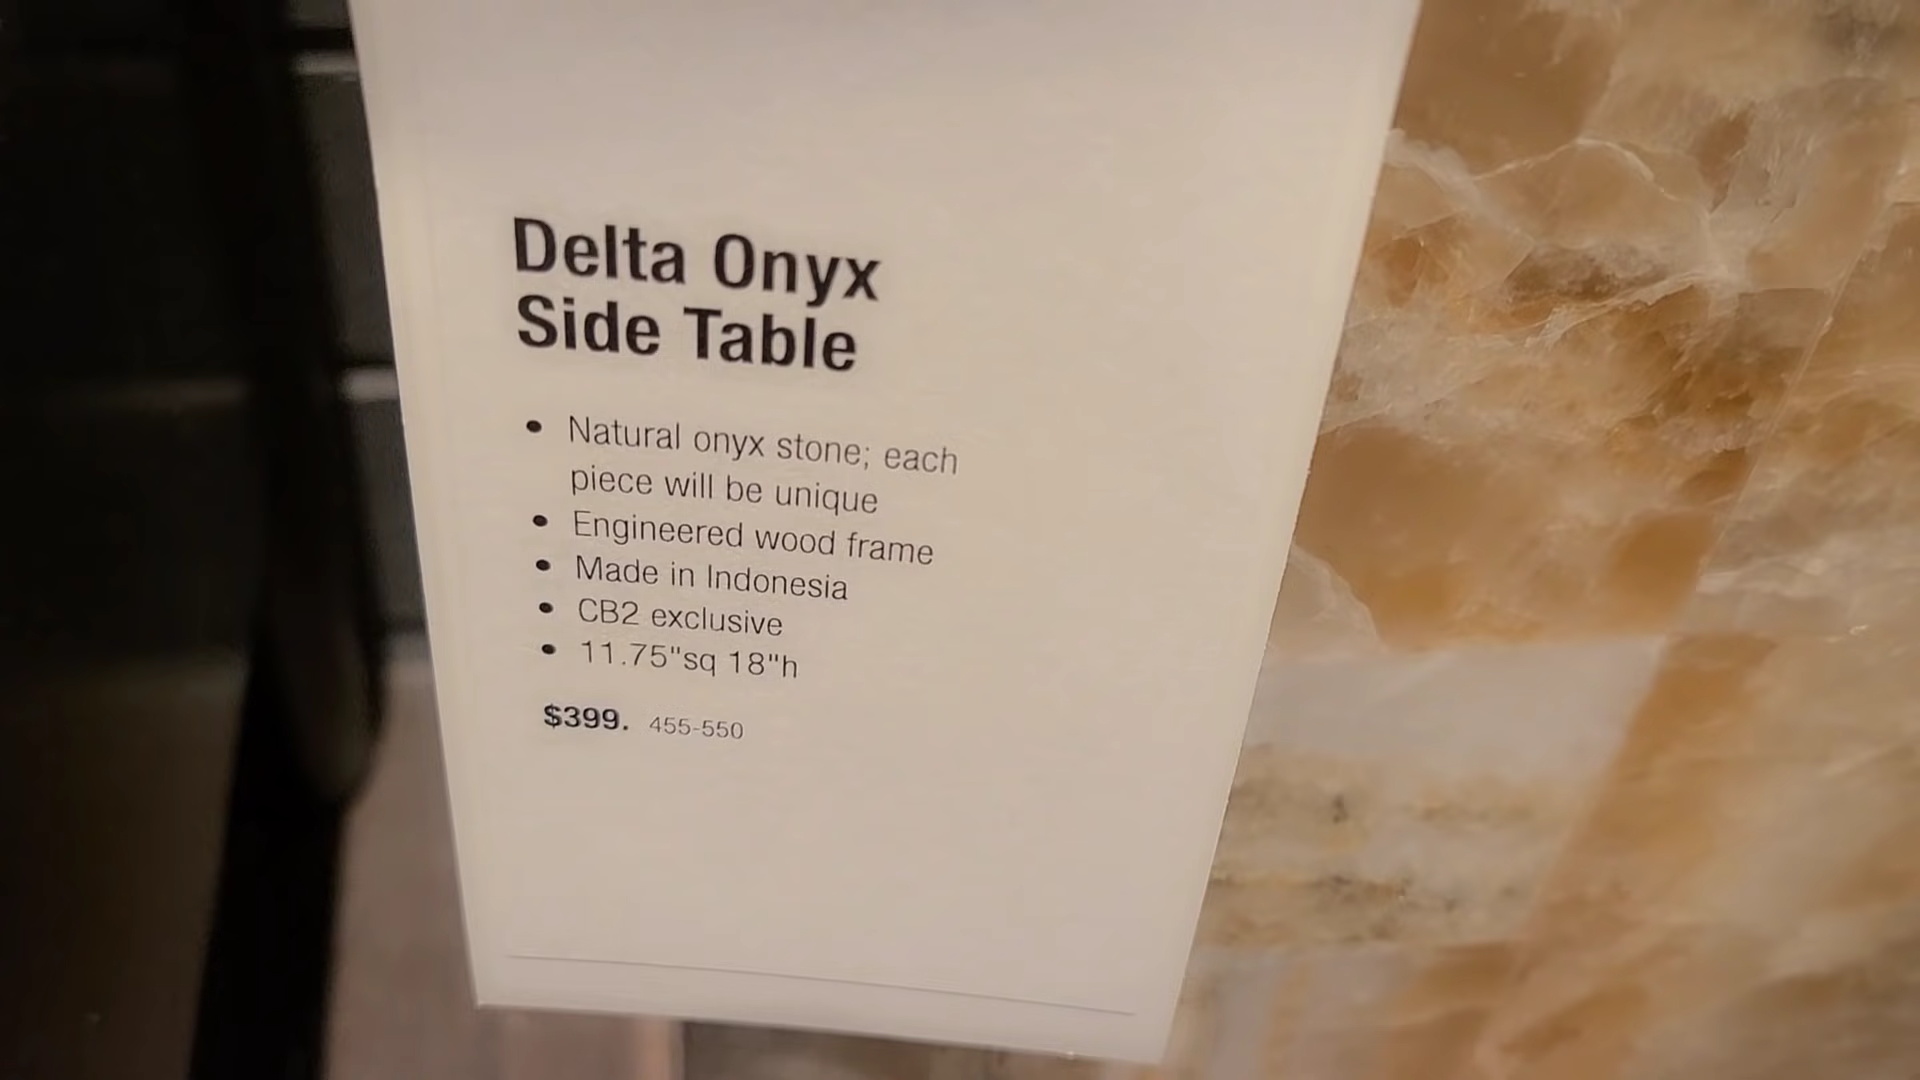 Delta Onyx
Side Table
• Natural onyx stone; each
piece will be unique
• Engineered wood frame
• Made in Indonesia
• CB2 exclusive
• 11.75"sq 18"h
$399. 455-550